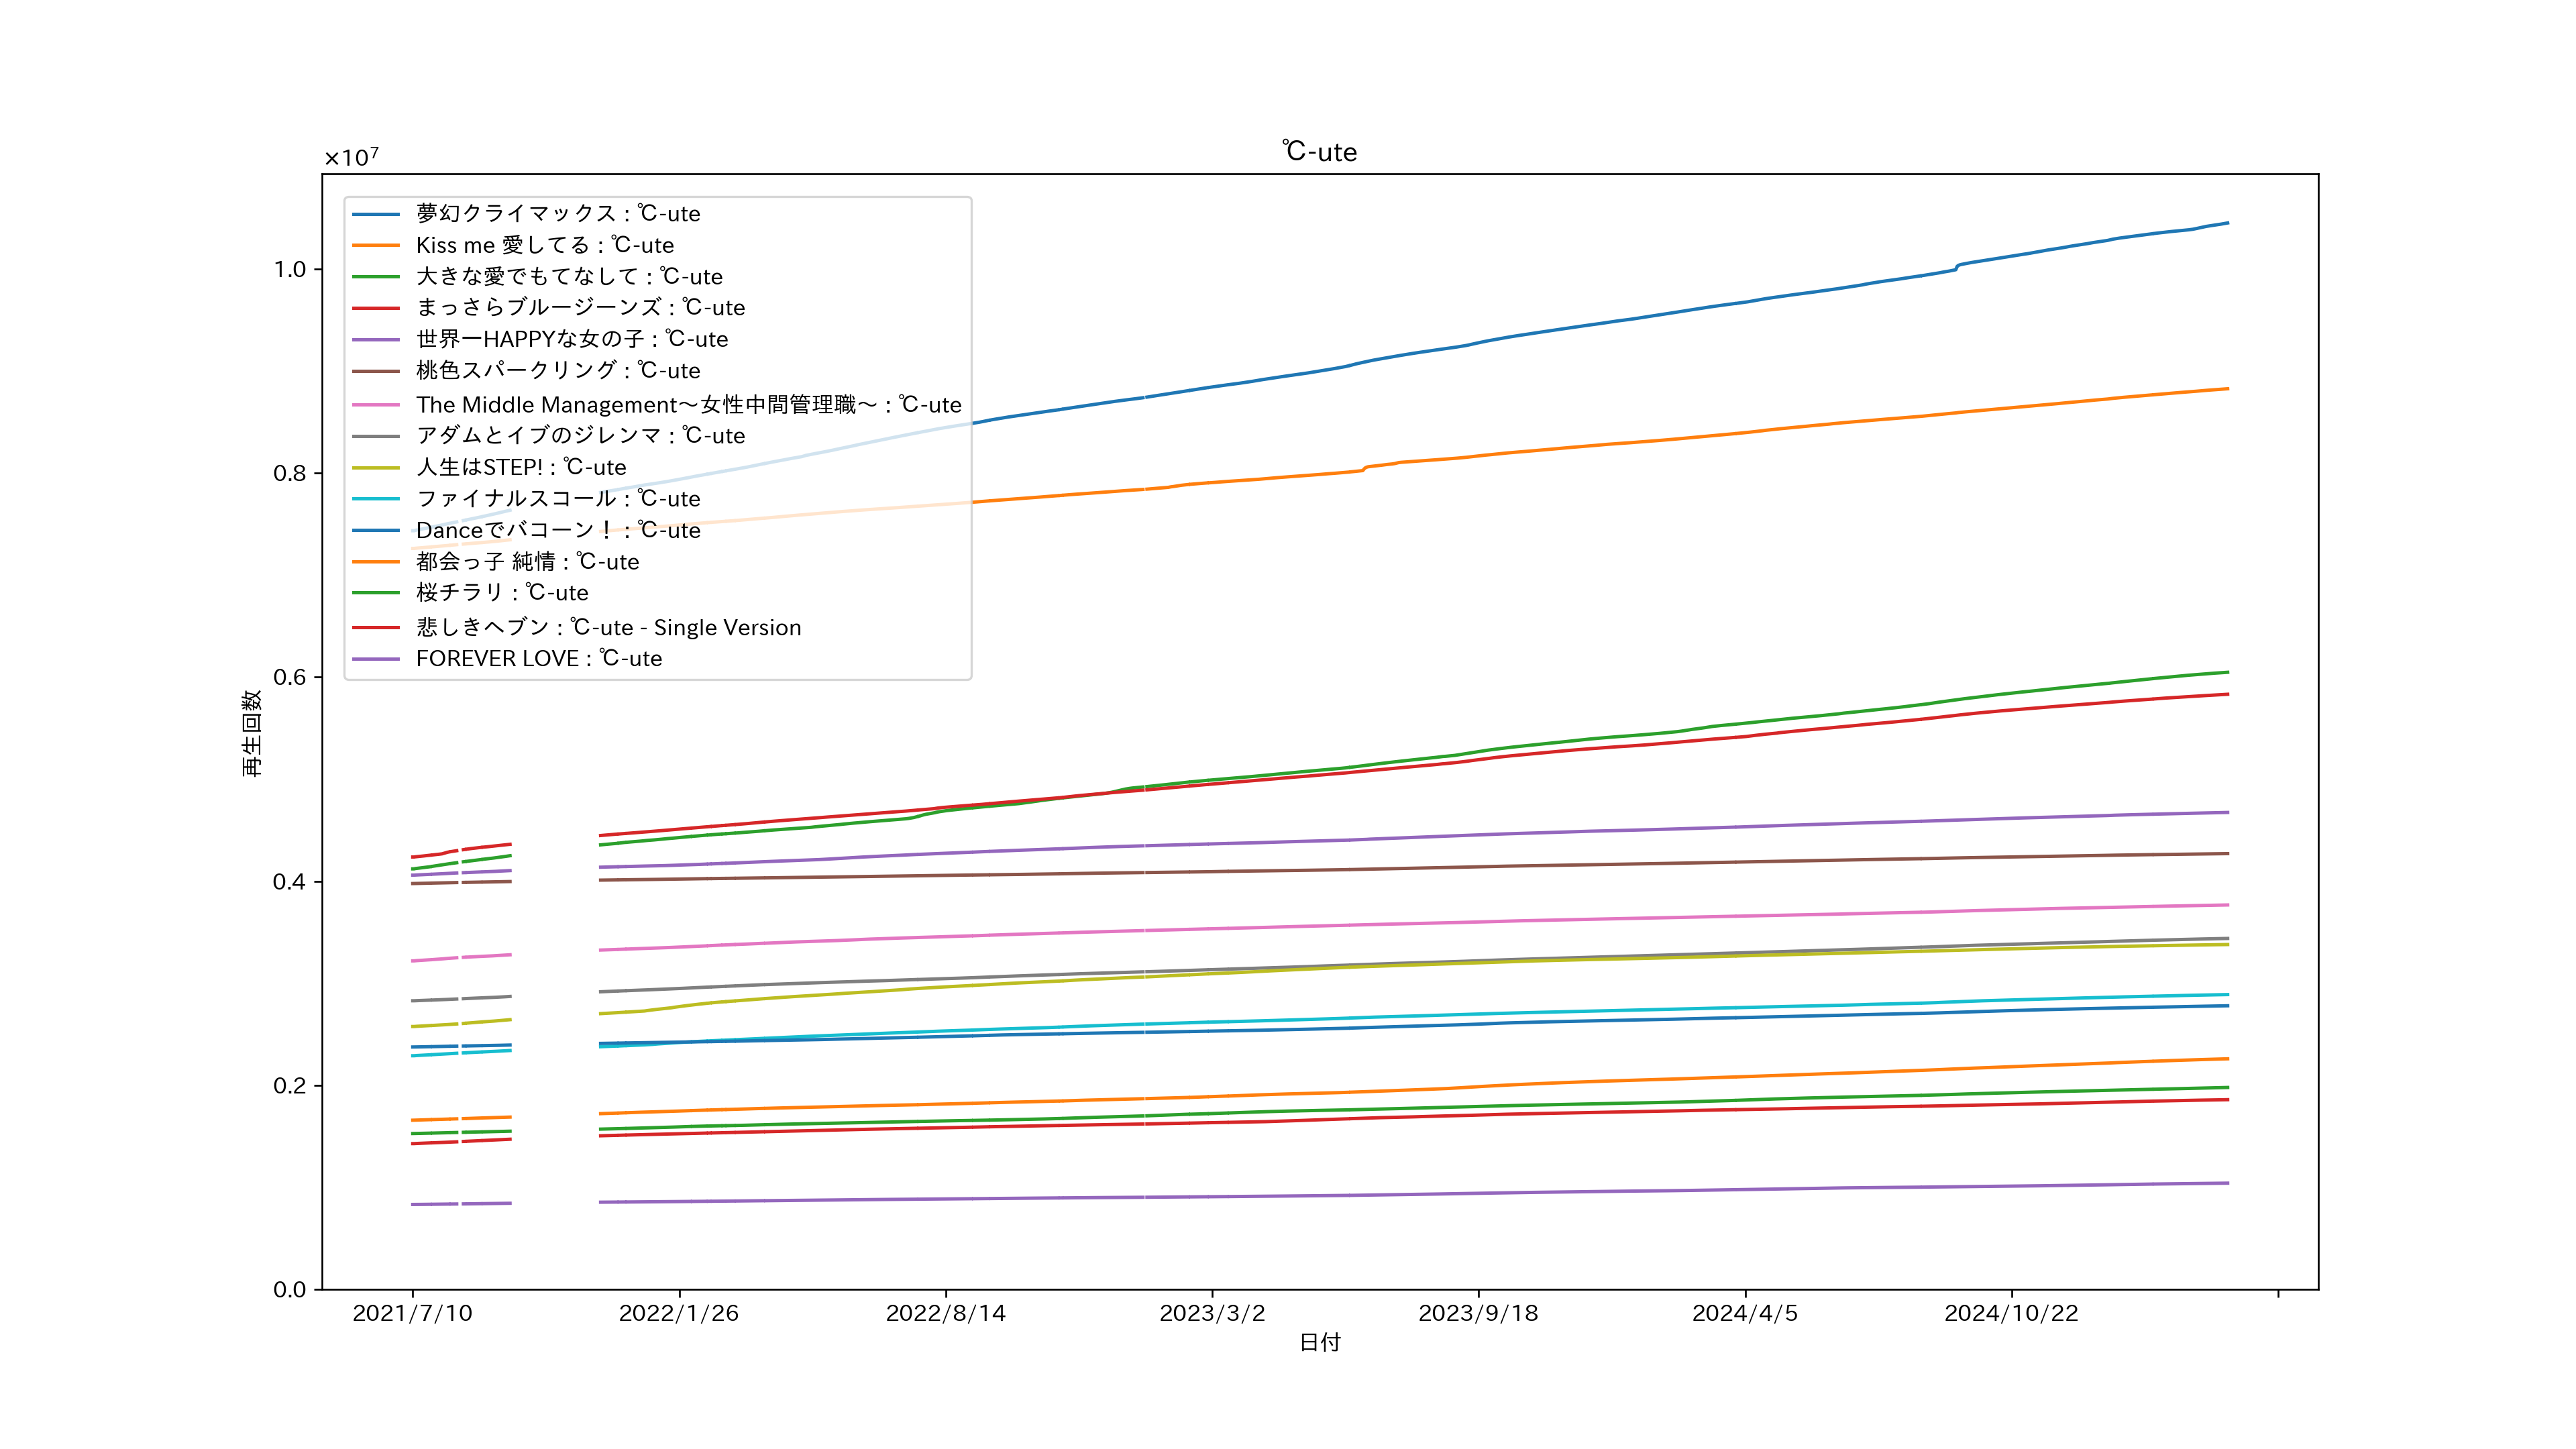 ℃-ute
×10⁷
夢幻クライマックス : ℃-ute
Kiss me 愛してる : ℃-ute
大きな愛でもてなして : ℃-ute
まっさらブルージーンズ : ℃-ute
世界一HAPPYな女の子 : ℃-ute
桃色スパークリング : ℃-ute
The Middle Management～女性中間管理職～ : ℃-ute
アダムとイブのジレンマ : ℃-ute
人生はSTEP! : ℃-ute
ファイナルスコール : ℃-ute
Danceでバコーン！ : ℃-ute
都会っ子 純情 : ℃-ute
桜チラリ : ℃-ute
悲しきヘブン : ℃-ute - Single Version
FOREVER LOVE : ℃-ute
1.0
0.8
0.6
0.4
0.2
0.0
再生回数
2021/7/10
2022/1/26
2022/8/14
2023/3/2
2023/9/18
2024/4/5
2024/10/22
日付